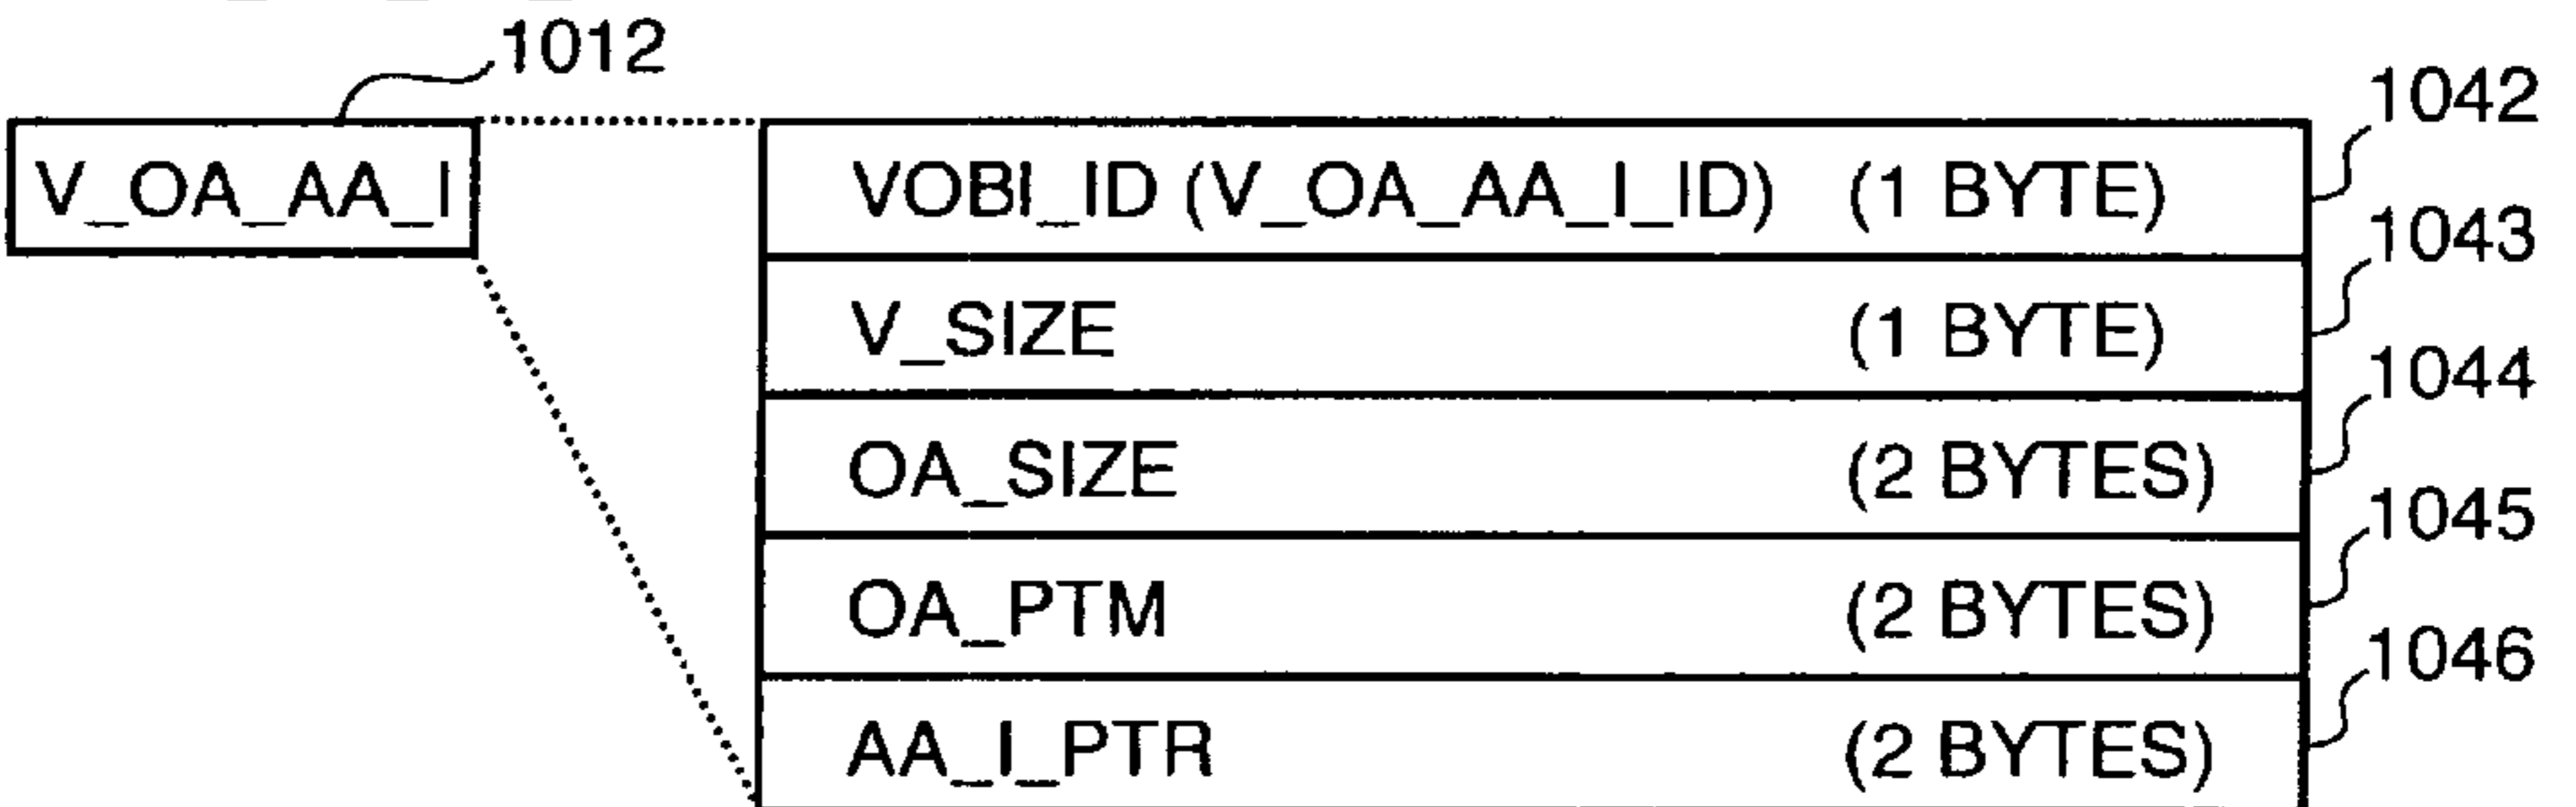 1012
V_OA_AA_I
VOBI_ID (V_OA_AA_I_ID) (1 BYTE) 1042
V_SIZE (1 BYTE) 1043
OA_SIZE (2 BYTES) 1044
OA_PTM (2 BYTES) 1045
AA_I_PTR (2 BYTES) 1046